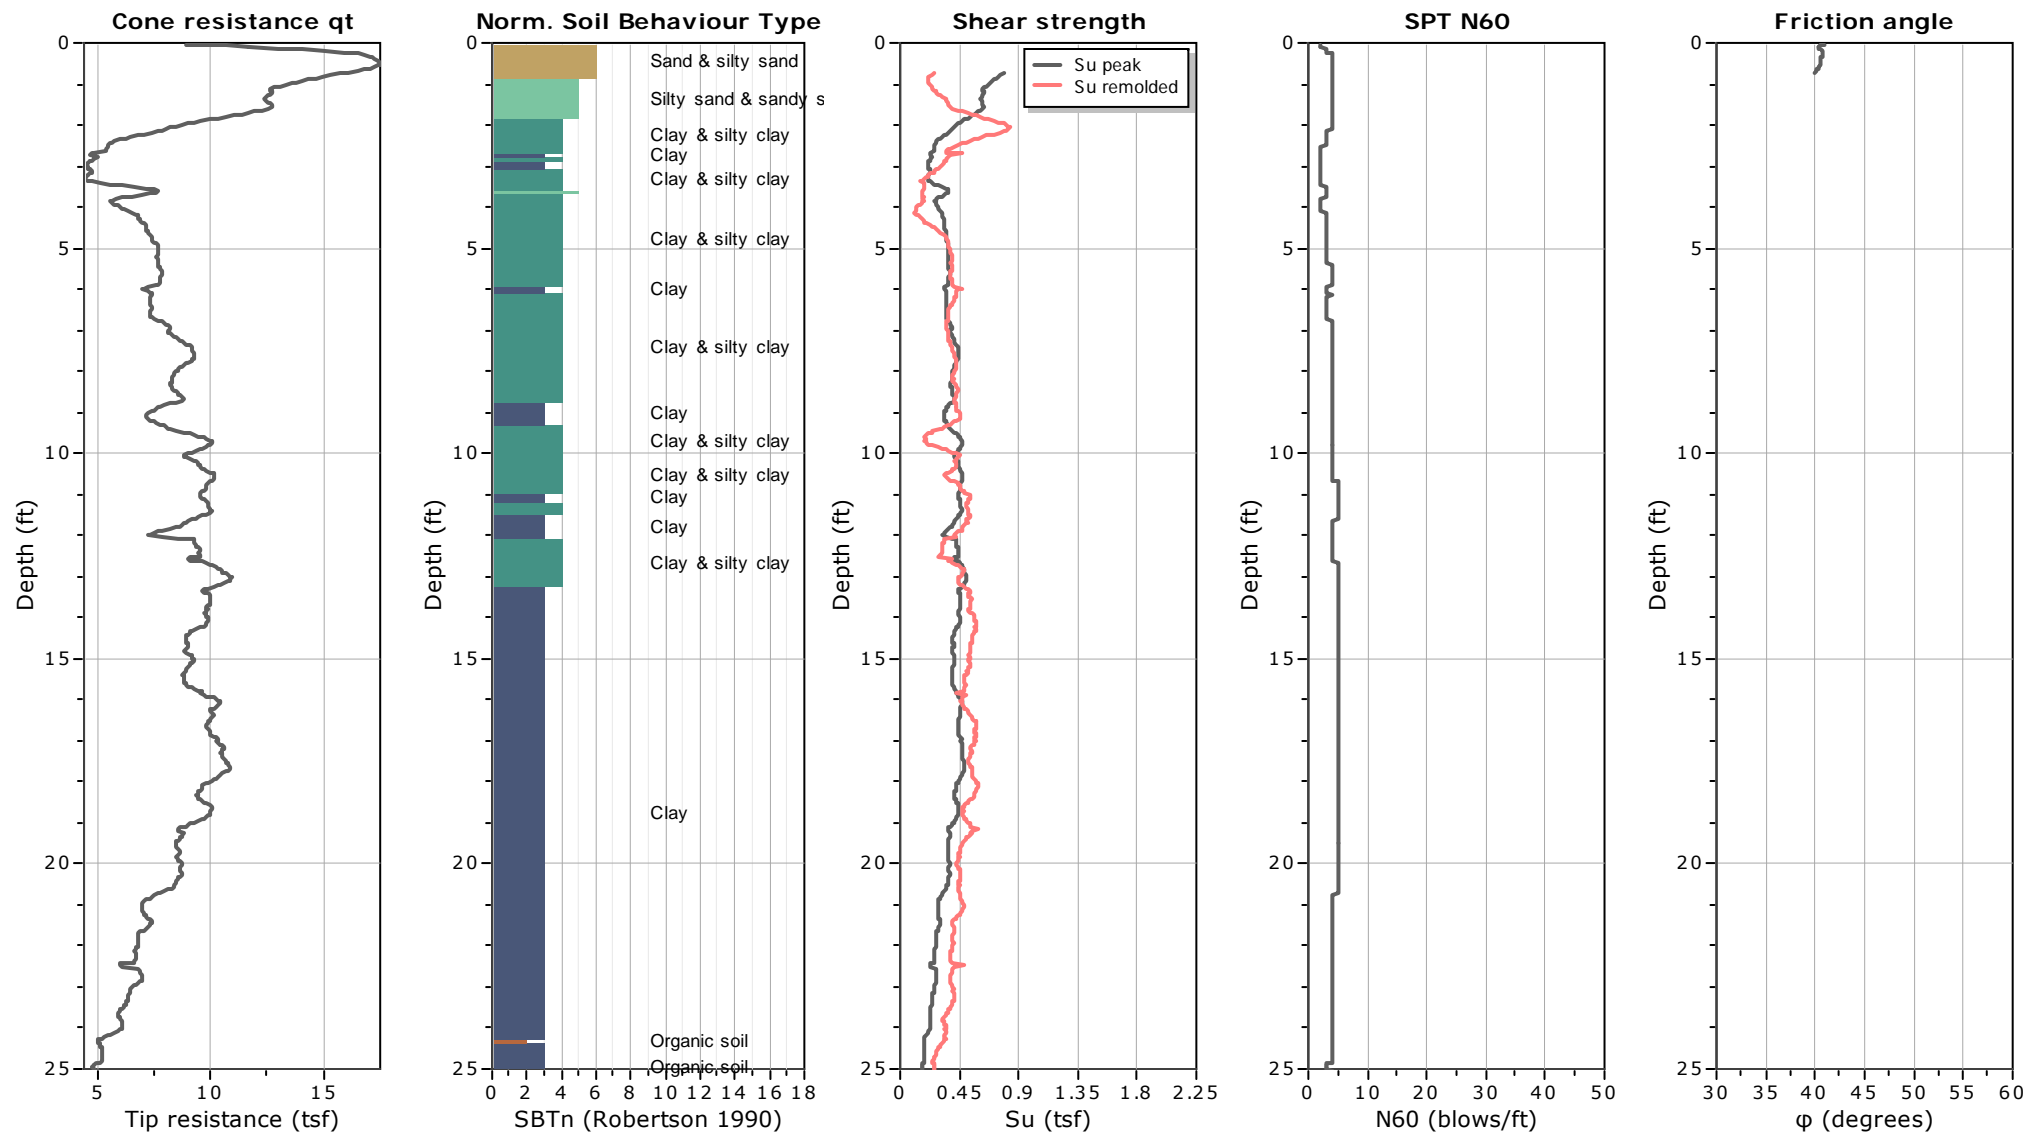 Cone resistance qt
0
5
10
15
20
25
Depth (ft)
5
10
15
Tip resistance (tsf)
Norm. Soil Behaviour Type
0
5
10
15
20
25
Depth (ft)
Sand & silty sand
Silty sand & sandy s
Clay & silty clay
Clay
Clay & silty clay
Clay & silty clay
Clay
Clay & silty clay
Clay
Clay & silty clay
Clay & silty clay
Clay
Clay
Clay & silty clay
Clay
Organic soil
Organic soil
0 2 4 6 8 10 12 14 16 18
SBTn (Robertson 1990)
Shear strength
Su peak
Su remolded
0
5
10
15
20
25
Depth (ft)
0 0.45 0.9 1.35 1.8 2.25
Su (tsf)
SPT N60
0
5
10
15
20
25
Depth (ft)
0 10 20 30 40 50
N60 (blows/ft)
Friction angle
0
5
10
15
20
25
Depth (ft)
30 35 40 45 50 55 60
φ (degrees)